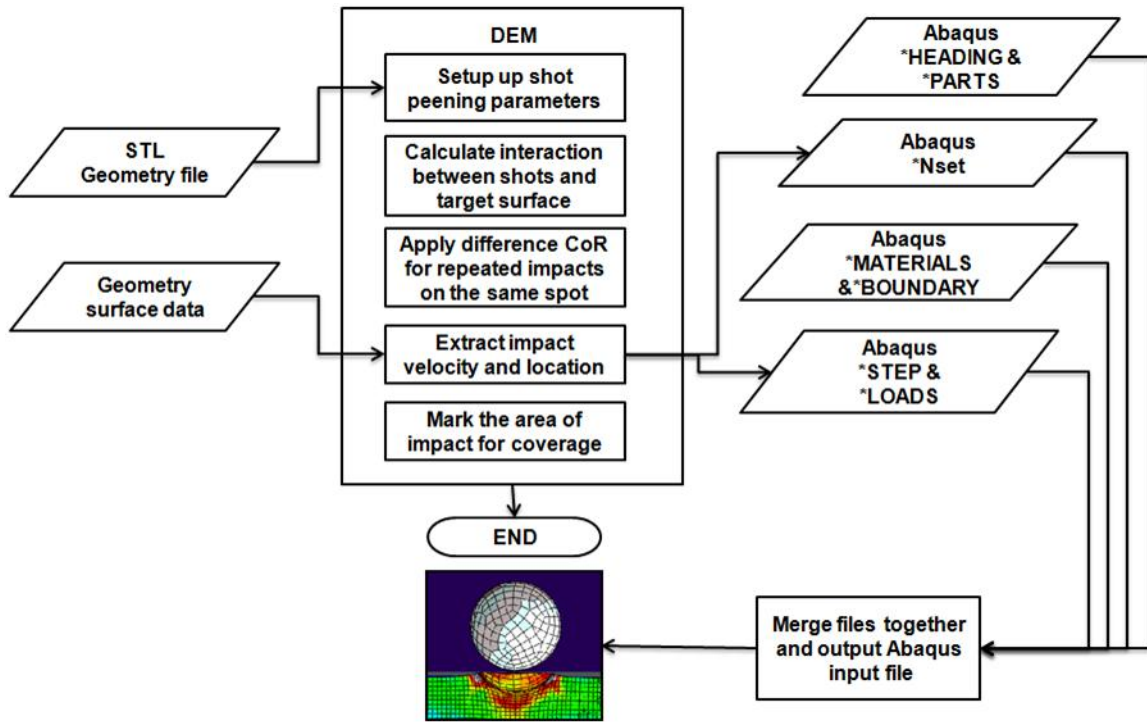 DEM
Setup up shot
peening parameters
Calculate interaction
between shots and
target surface
Apply difference CoR
for repeated impacts
on the same spot
Extract impact
velocity and location
Mark the area of
impact for coverage
END
STL
Geometry file
Geometry
surface data
Abaqus
*HEADING &
*PARTS
Abaqus
*Nset
Abaqus
*MATERIALS
&*BOUNDARY
Abaqus
*STEP &
*LOADS
Merge files together
and output Abaqus
input file